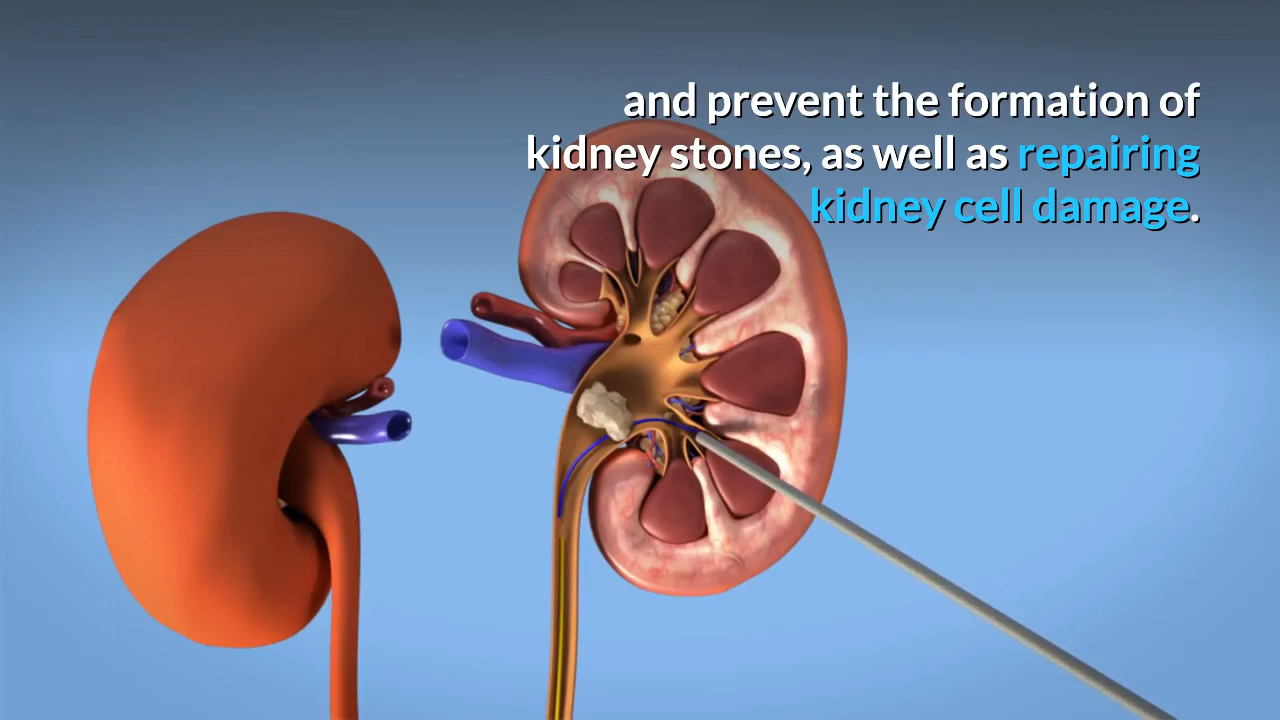 and prevent the formation of
kidney stones, as well as repairing
kidney cell damage.